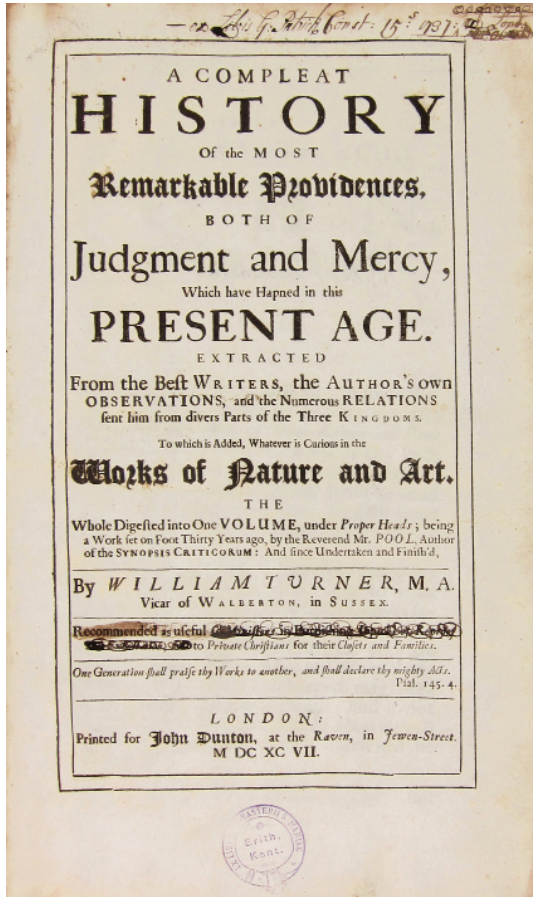 15 1737:
A COMPLEAT
HISTORY
Of the MOST
Remarkable Providences,
BOTH OF
Judgment and Mercy,
Which have Hapned in this
PRESENT AGE.
EXTRACTED
From the Beſt WRITERS, the AUTHOR'S own
OBSERVATIONS, and the Numerous RELATIONS
ſent him from divers Parts of the Three KINGDOMS.
To which is Added, Whatever is Curious in the
Works of Nature and Art.
THE
Whole Digeſted into One VOLUME, under Proper Heads; being
a Work ſet on Foot Thirty Years ago, by the Reverend Mr. POOL, Author
of the SYNOPSIS CRITICORUM: And ſince Undertaken and Finiſh'd,
By WILLIAM TURNER, M. A.
Vicar of WALBERTON, in SUSSEX.
Recommended as uſeful
to Private Chriſtians for their Cloſets and Families.
One Generation ſhall praiſe thy Works to another, and ſhall declare thy mighty Acts.
Pſal. 145. 4.
LONDON:
Printed for John Dunton, at the Raven, in Jewen-Street.
M DC XC VII.
Erith,
Kent.